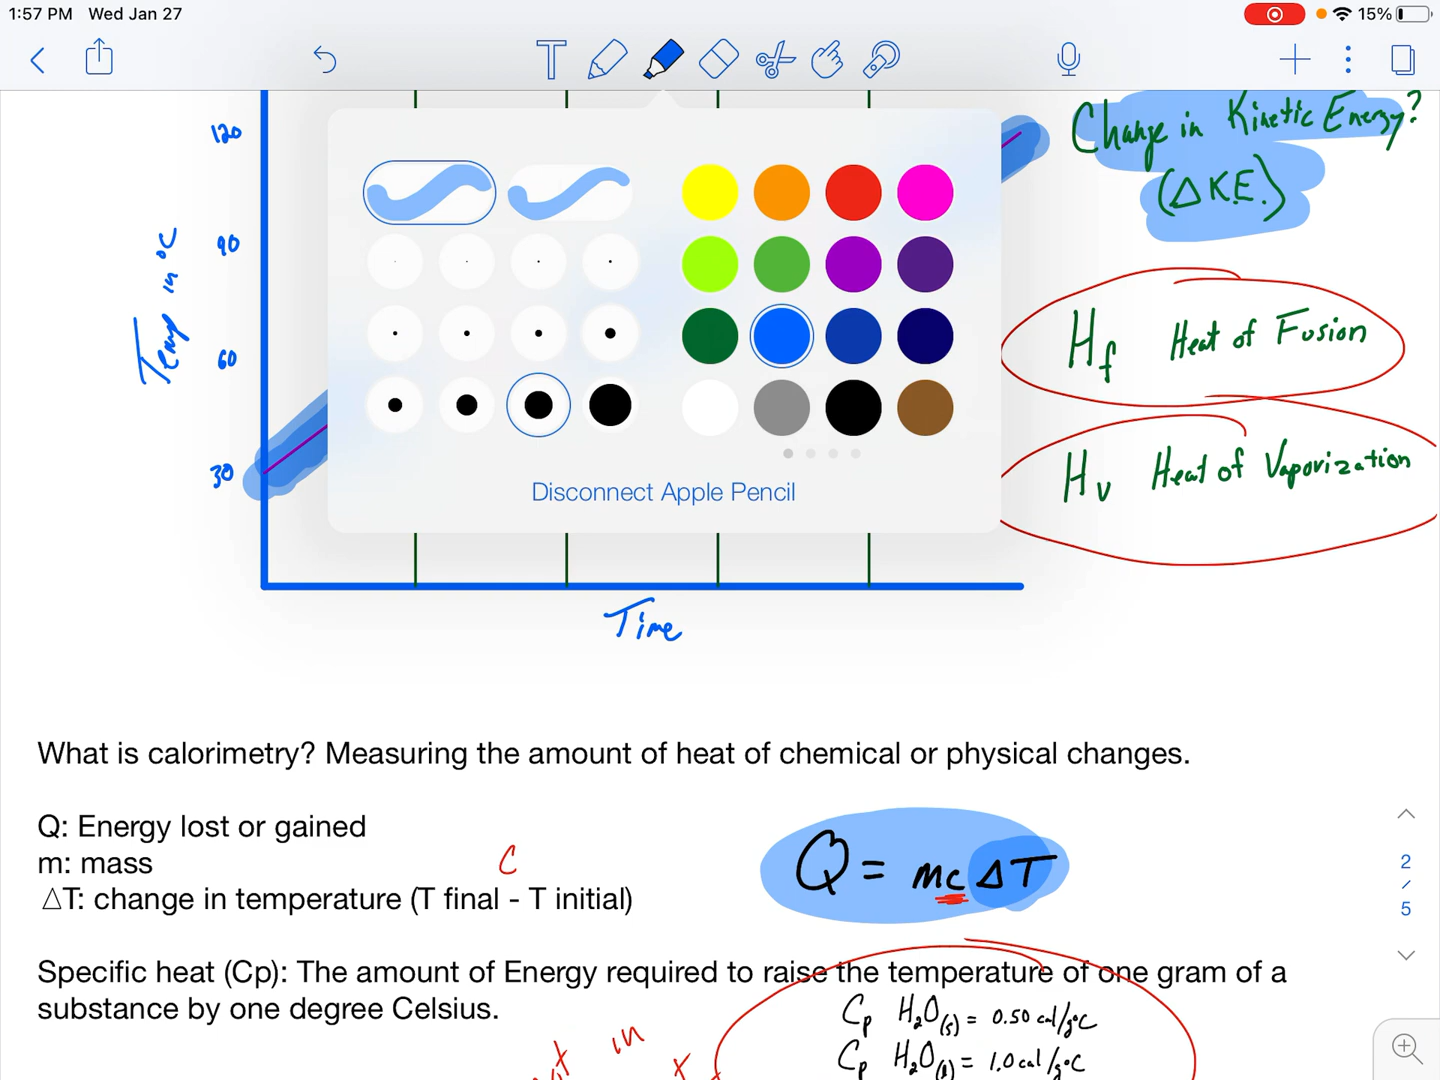 1:57 PM Wed Jan 27
15%
T
120
90
60
30
Temp in °C
Time
Change in Kinetic Energy?
(ΔK.E.)
Hf Heat of Fusion
Hv Heat of Vaporization
Disconnect Apple Pencil
What is calorimetry? Measuring the amount of heat of chemical or physical changes.
Q: Energy lost or gained
m: mass
C
ΔT: change in temperature (T final - T initial)
Q = mcΔT
2
/
5
Specific heat (Cp): The amount of Energy required to raise the temperature of one gram of a
substance by one degree Celsius.
Cp H₂O(s) = 0.50 cal/g°C
Cp H₂O(l) = 1.0 cal/g°C
in